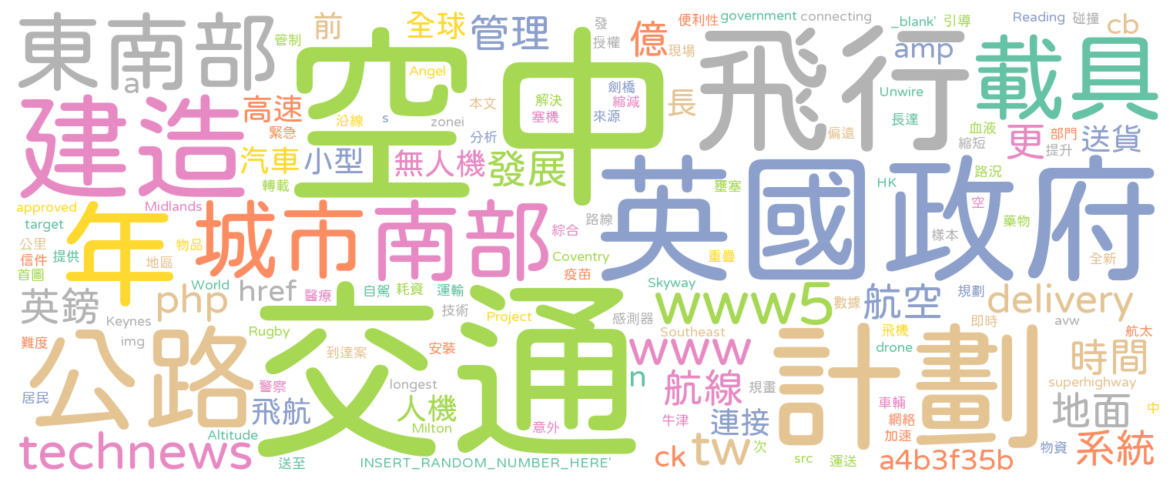 東南部
管制
前
全球
管理
發
授權
億
便利性
government
connecting
_blank'
引導
Reading
碰撞
cb
現場
amp
空中
飛行
載具
a
Angel
建造
高速
緊急
沿線
s
本文
zonei
解決
塞機
劍橋
縮減
來源
長
偏遠
Unwire
長達
血液
縮短
更
部門
提升
送貨
分析
汽車
小型
無人機
發展
轉載
壅塞
HK
路況
空
藥物
英國政府
approved
target
Midlands
年
城市
南部
路線
綜合
樣本
公里
信件
首圖
提供
物品
地區
Coventry
疫苗
重疊
全新
World
醫療
自駕
耗資
運輸
Skyway
英鎊
php
href
www5
數據
航空
規劃
delivery
Keynes
img
Rugby
技術
Project
感測器
Southeast
飛機
即時
avw
航太
難度
公路
交通
到達案
安裝
www
計劃
drone
時間
n
航線
規畫
superhighway
居民
警察
longest
飛航
人機
Milton
意外
牛津
連接
車輛
網絡
加速
地面
中
technews
Altitude
送至
INSERT_RANDOM_NUMBER_HERE'
ck
tw
次
src
運送
a4b3f35b
物資
系統